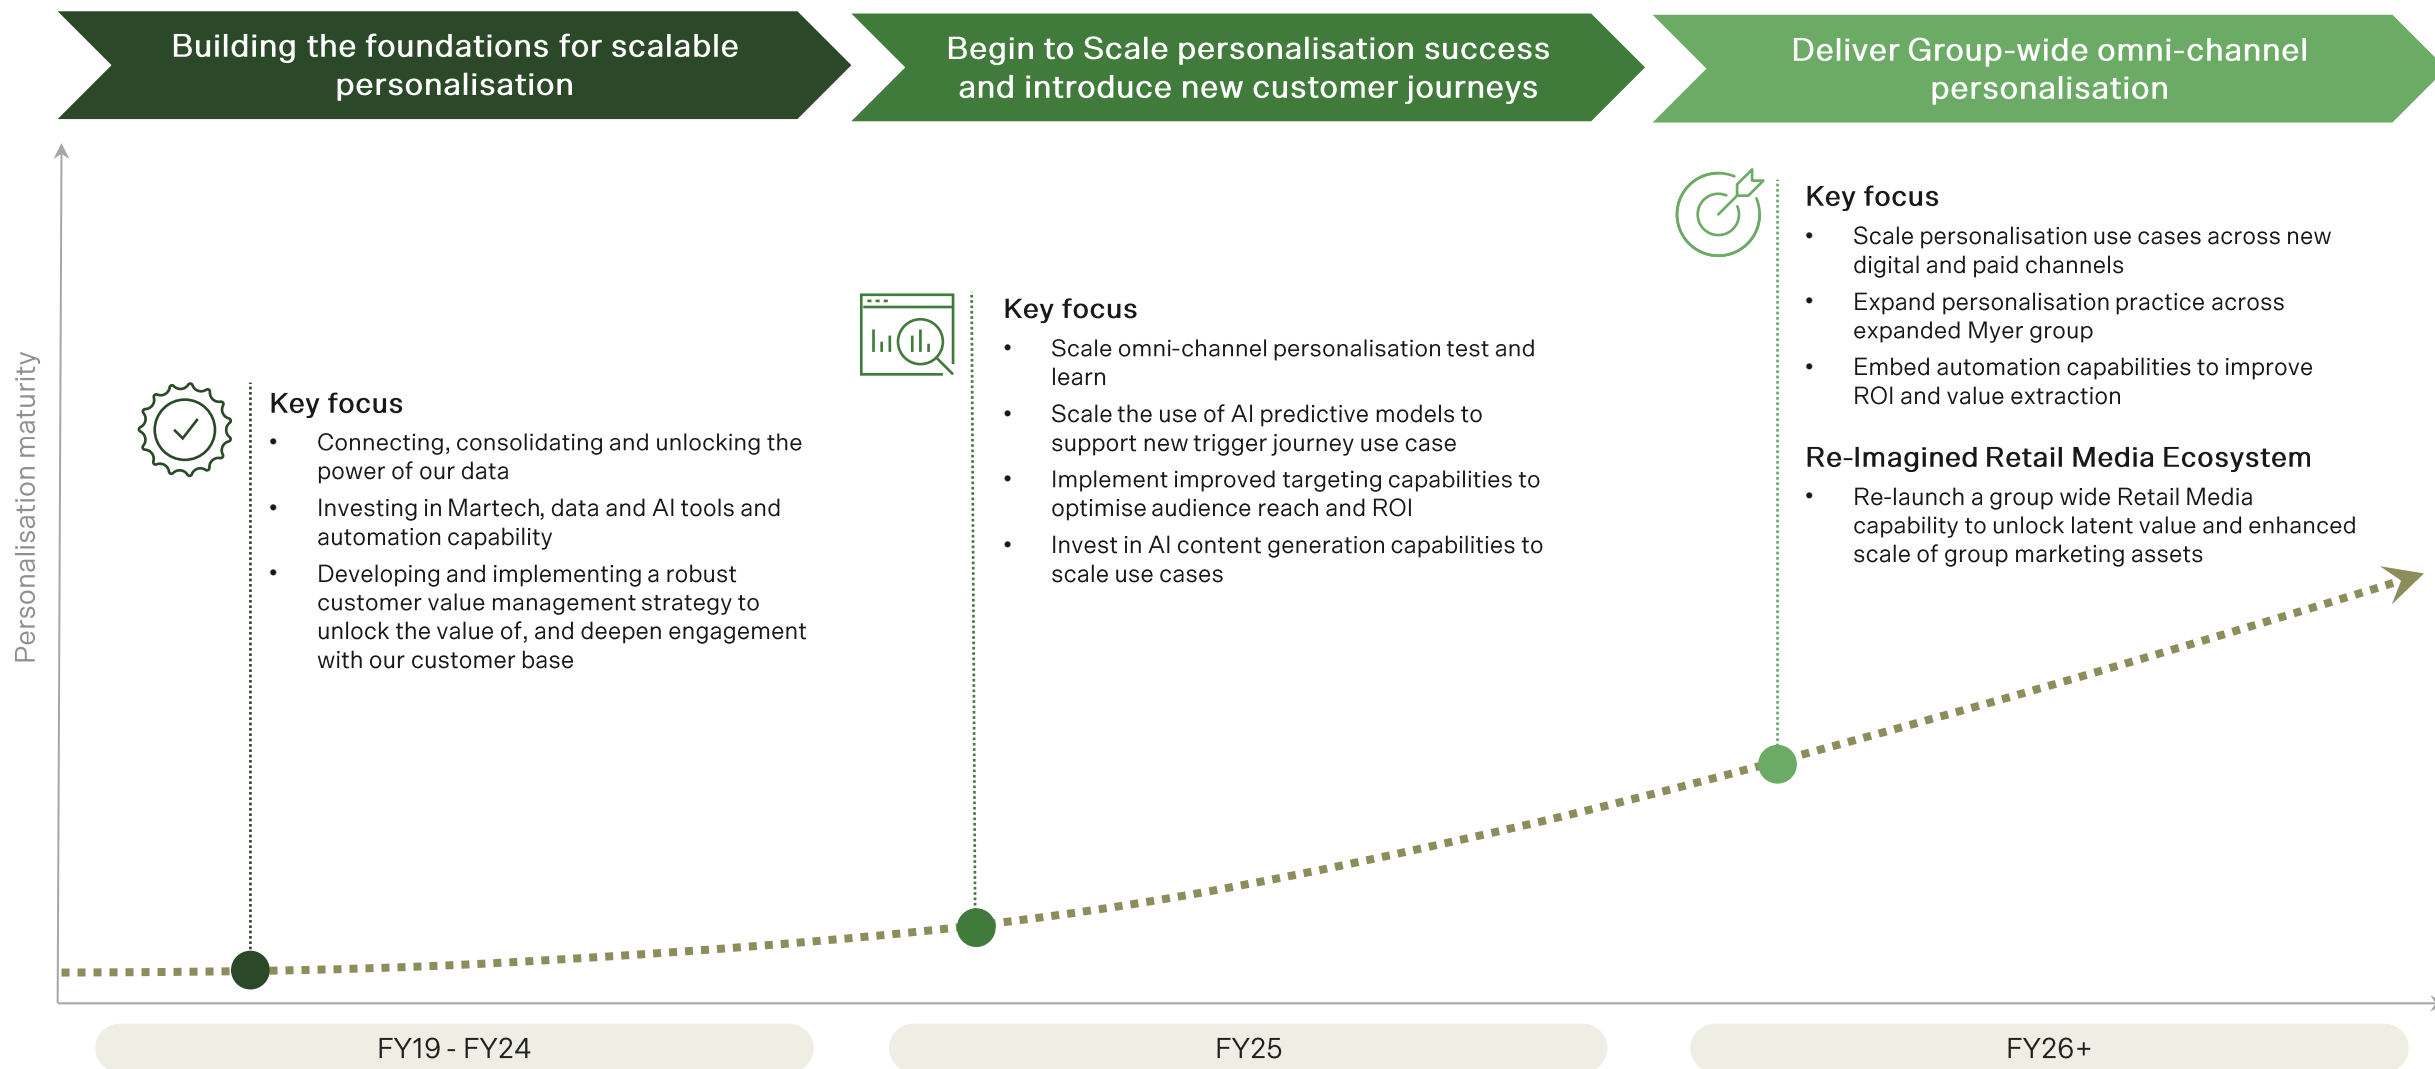 Building the foundations for scalable
personalisation
Begin to Scale personalisation success
and introduce new customer journeys
Deliver Group-wide omni-channel
personalisation
Personalisation maturity
Key focus
• Connecting, consolidating and unlocking the
power of our data
• Investing in Martech, data and AI tools and
automation capability
• Developing and implementing a robust
customer value management strategy to
unlock the value of, and deepen engagement
with our customer base
Key focus
• Scale omni-channel personalisation test and
learn
• Scale the use of AI predictive models to
support new trigger journey use case
• Implement improved targeting capabilities to
optimise audience reach and ROI
• Invest in AI content generation capabilities to
scale use cases
Key focus
• Scale personalisation use cases across new
digital and paid channels
• Expand personalisation practice across
expanded Myer group
• Embed automation capabilities to improve
ROI and value extraction
Re-Imagined Retail Media Ecosystem
• Re-launch a group wide Retail Media
capability to unlock latent value and enhanced
scale of group marketing assets
FY19 - FY24
FY25
FY26+